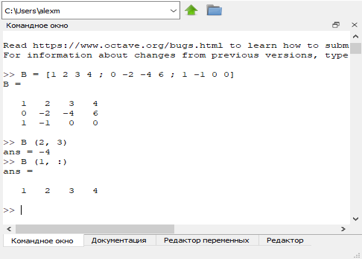 C:\Users\alexm
Командное окно
Read https://www.octave.org/bugs.html to learn how to subm
For information about changes from previous versions, type
>> B = [1 2 3 4 ; 0 -2 -4 6 ; 1 -1 0 0]
B =
1 2 3 4
0 -2 -4 6
1 -1 0 0
>> B (2, 3)
ans = -4
>> B (1, :)
ans =
1 2 3 4
>>
Командное окно Документация Редактор переменных Редактор